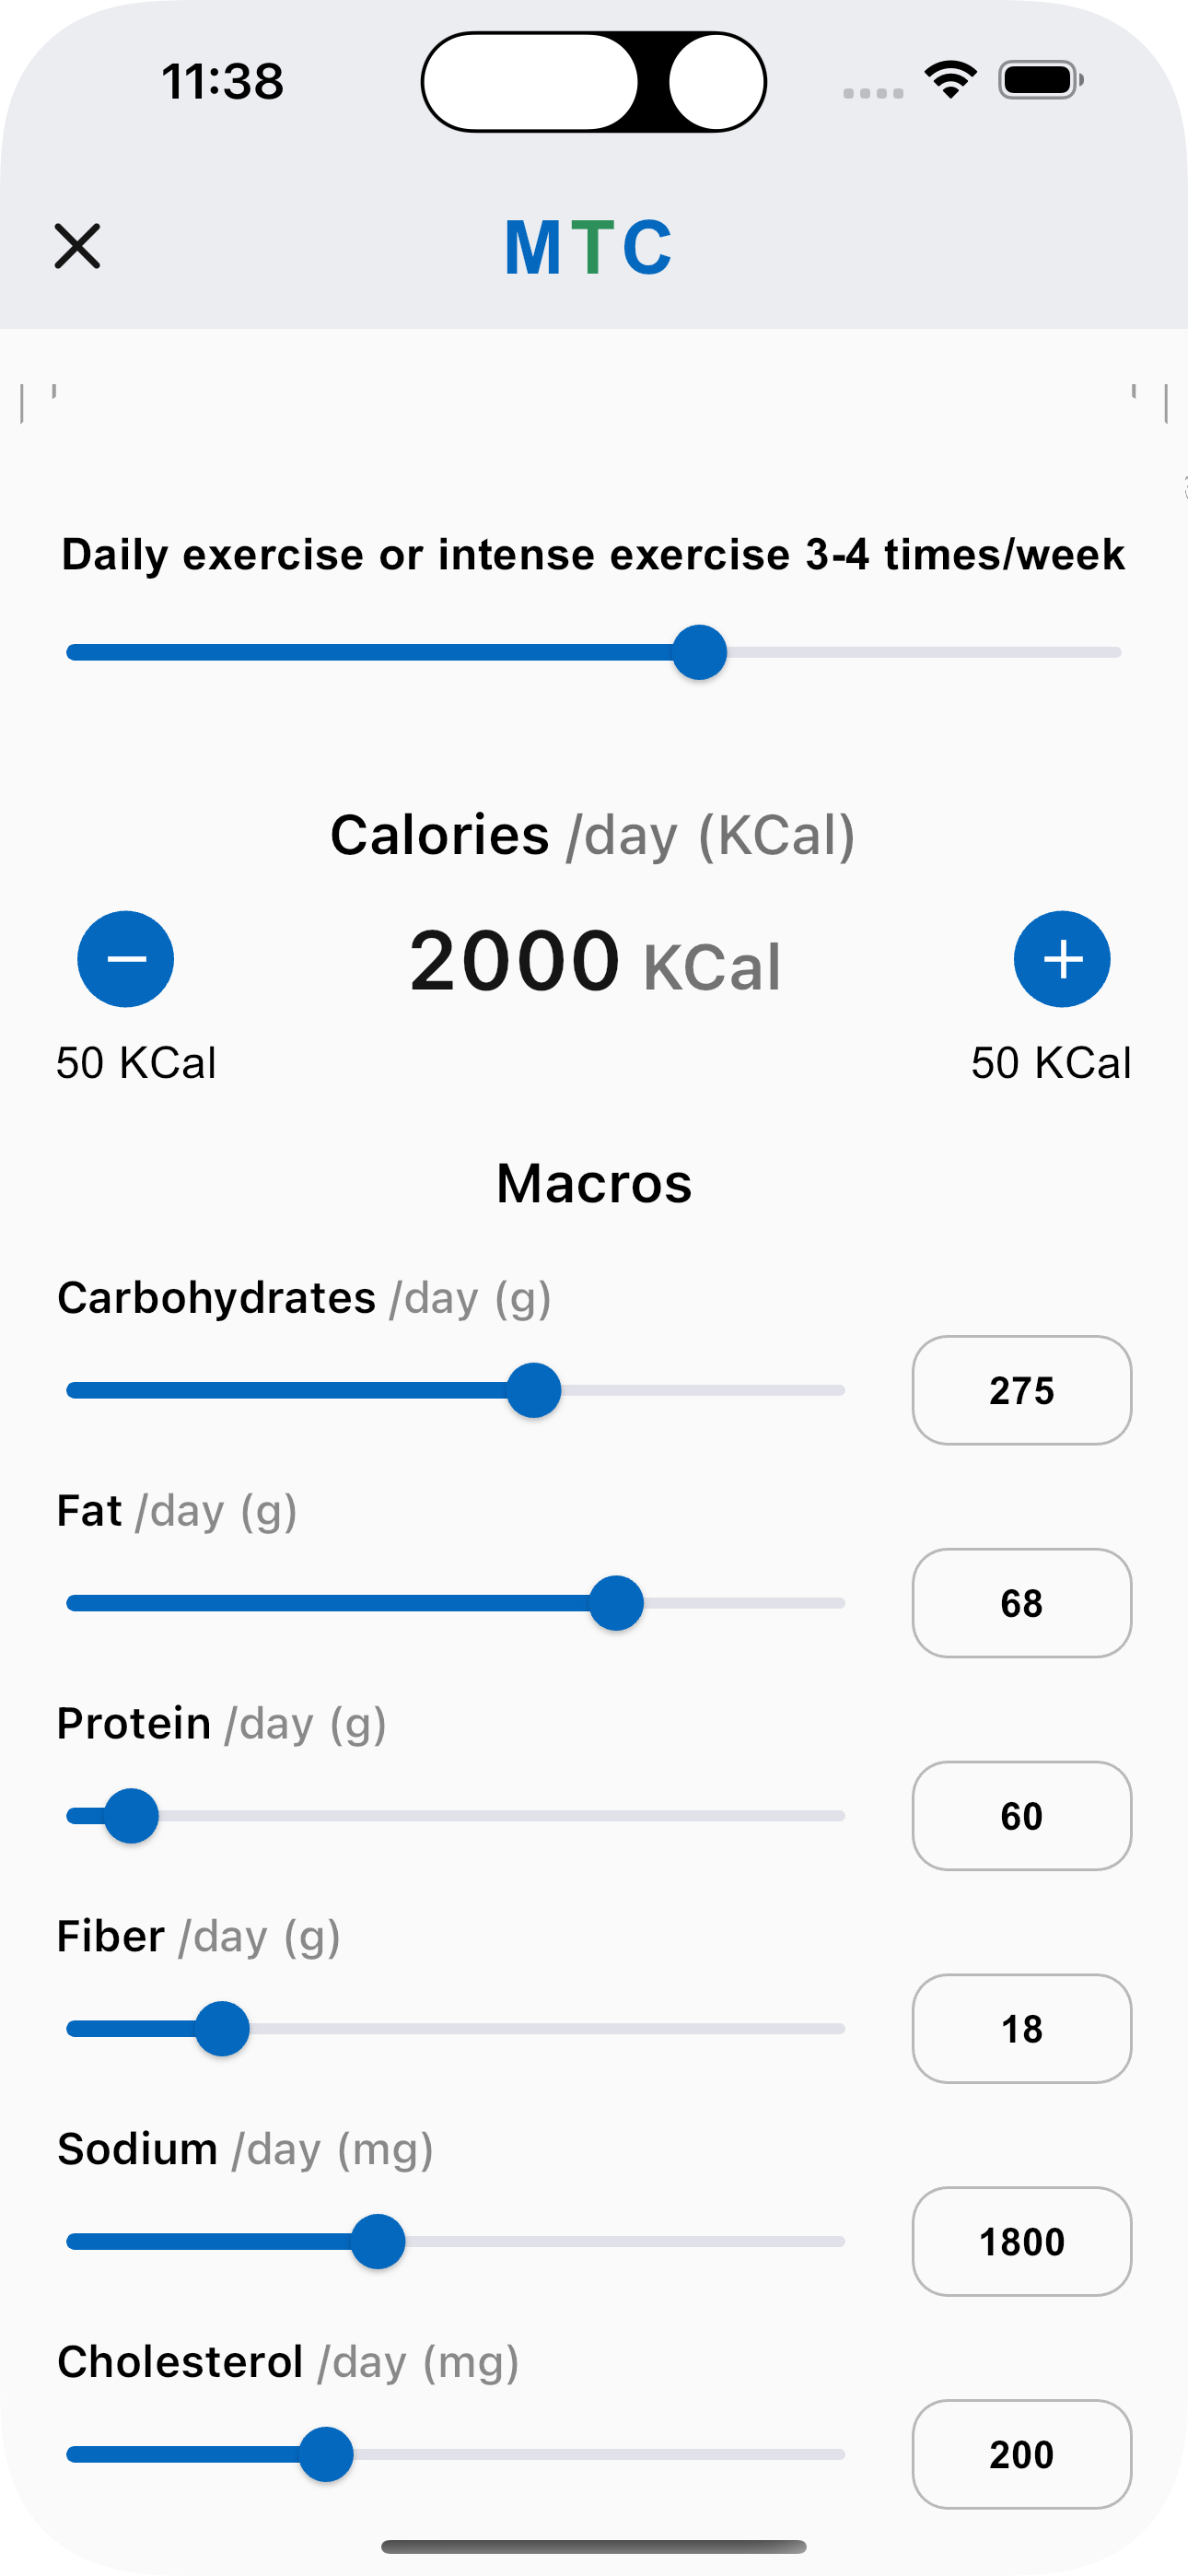 11:38
MTC
Daily exercise or intense exercise 3-4 times/week
Calories /day (KCal)
2000 KCal
50 KCal
50 KCal
Macros
Carbohydrates /day (g)
275
Fat /day (g)
68
Protein /day (g)
60
Fiber /day (g)
18
Sodium /day (mg)
1800
Cholesterol /day (mg)
200